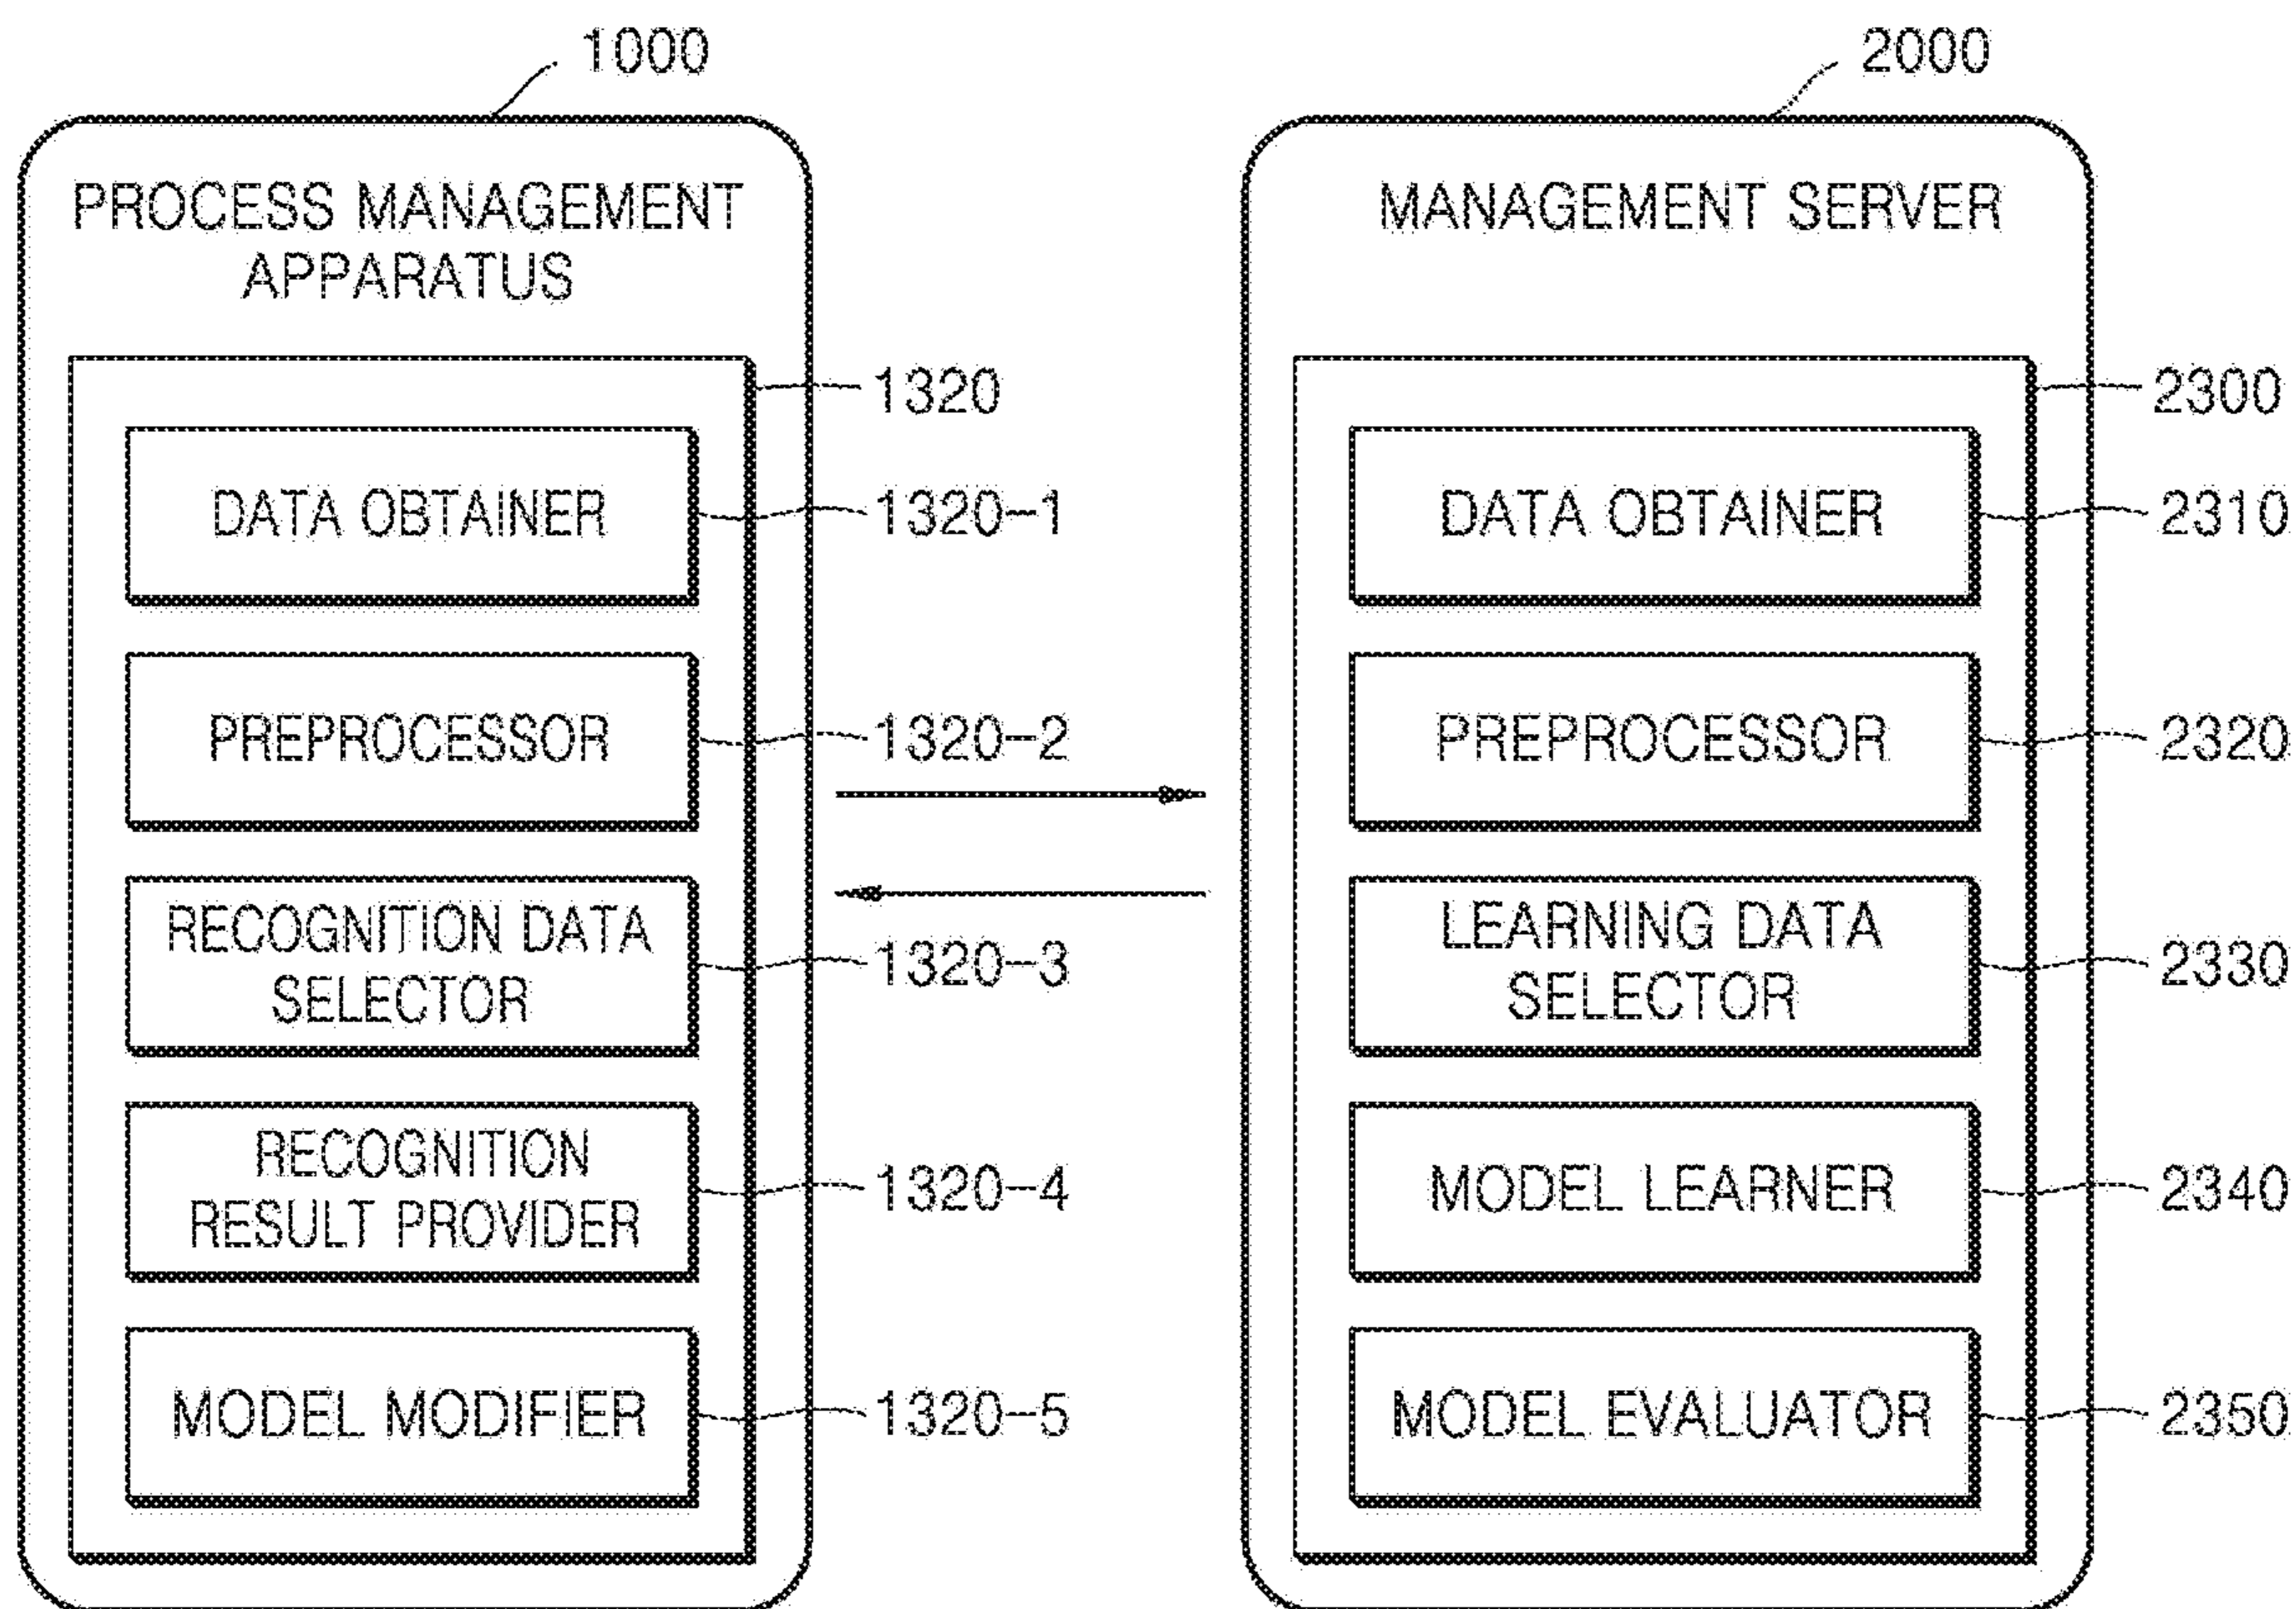 1000
PROCESS MANAGEMENT
APPARATUS
1320
DATA OBTAINER
1320-1
PREPROCESSOR
1320-2
RECOGNITION DATA
SELECTOR
1320-3
RECOGNITION
RESULT PROVIDER
1320-4
MODEL MODIFIER
1320-5
2000
MANAGEMENT SERVER
2300
DATA OBTAINER
2310
PREPROCESSOR
2320
LEARNING DATA
SELECTOR
2330
MODEL LEARNER
2340
MODEL EVALUATOR
2350